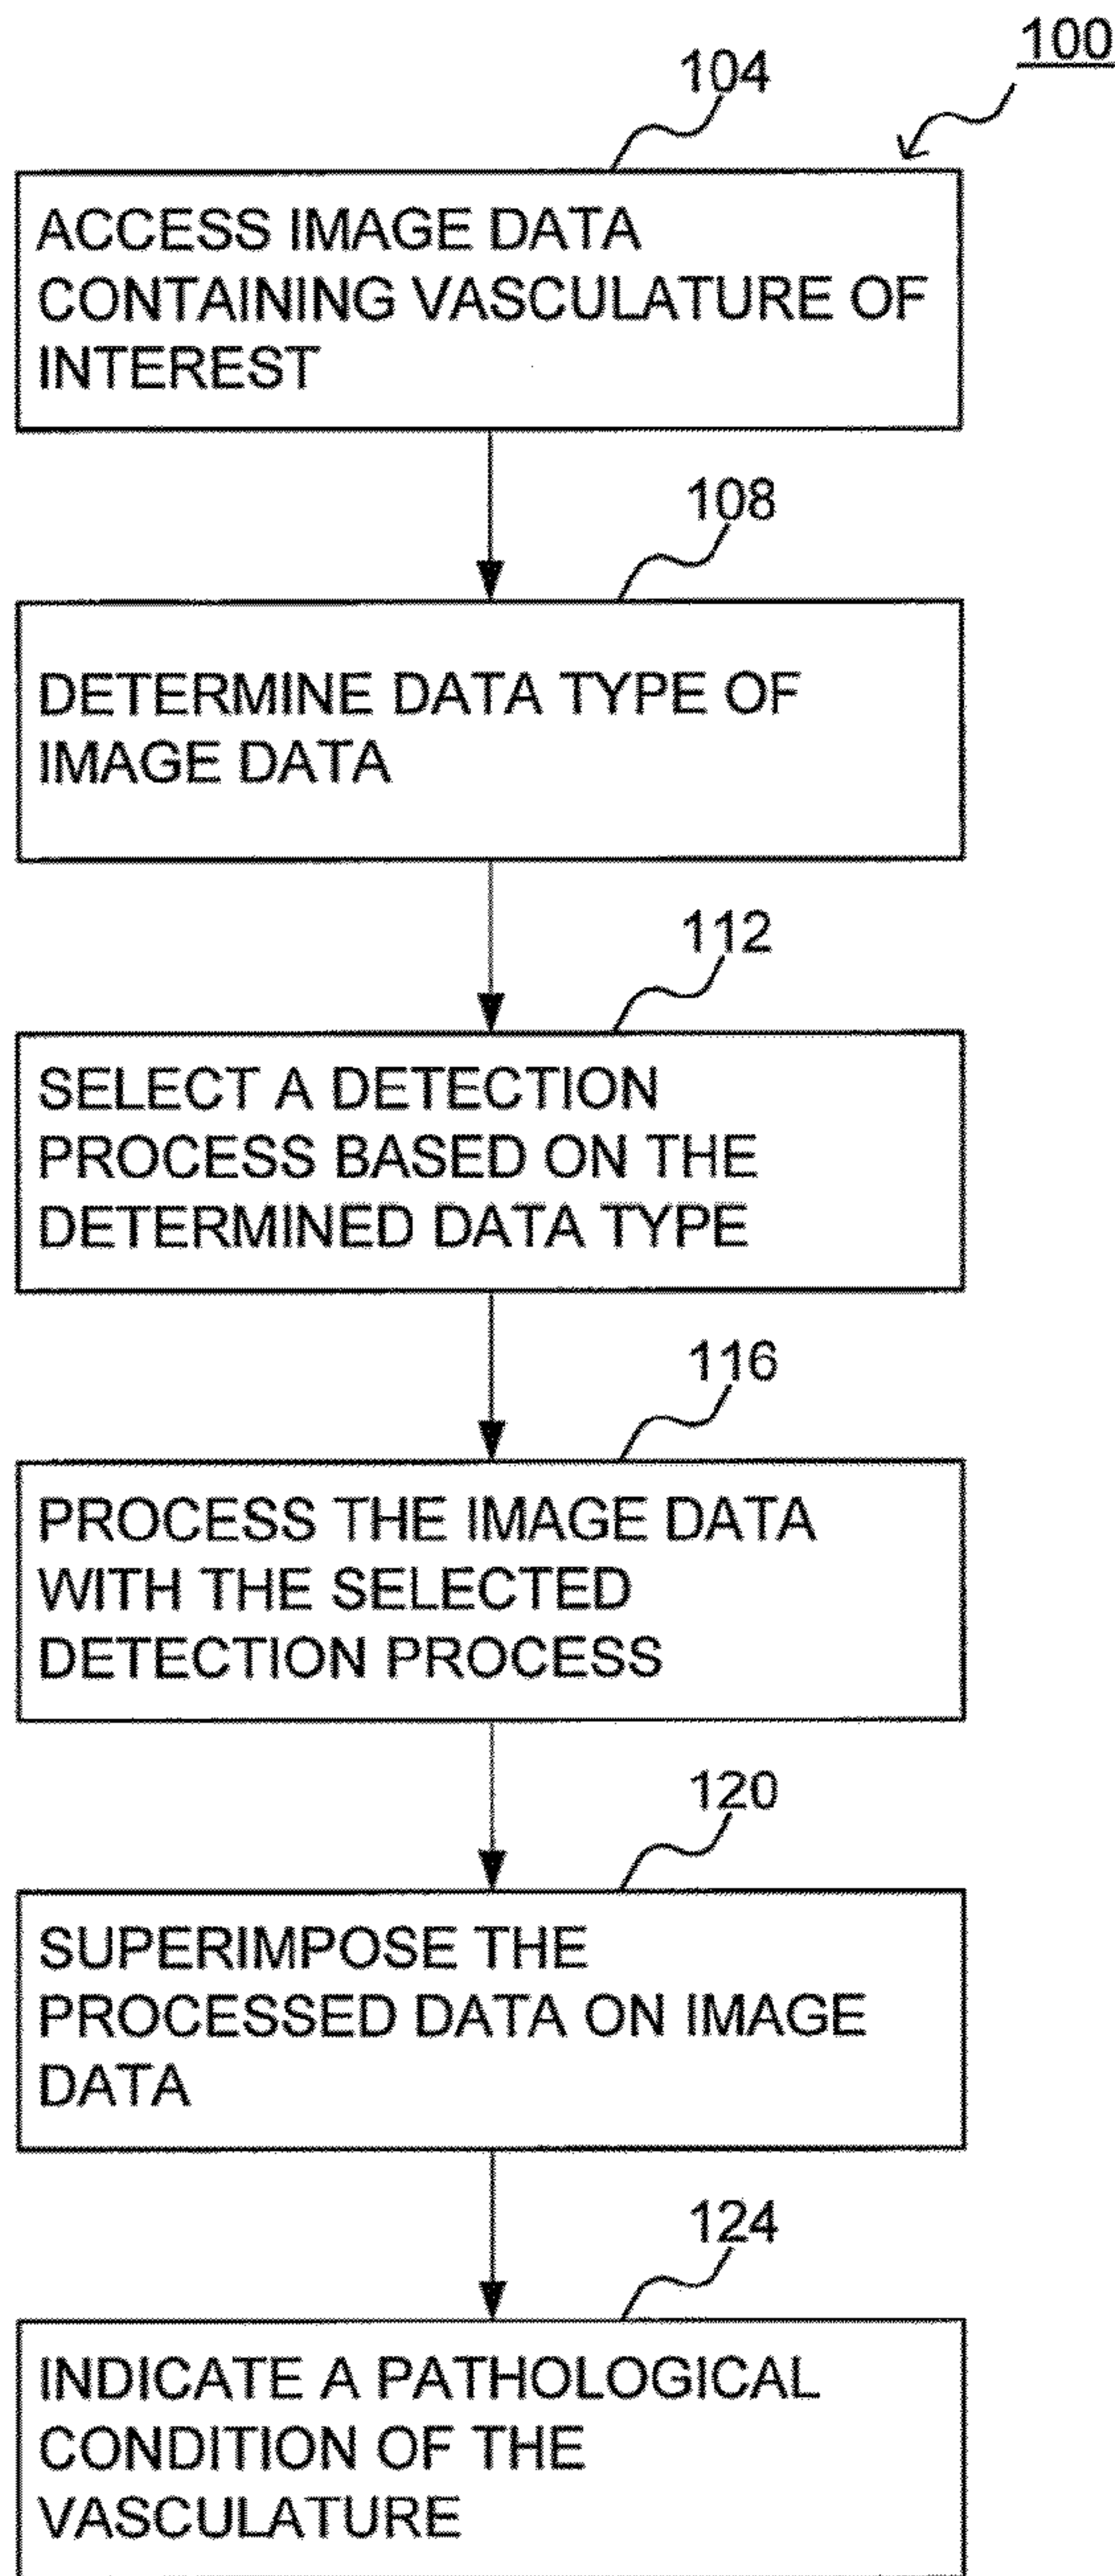 100
104
ACCESS IMAGE DATA
CONTAINING VASCULATURE OF
INTEREST
108
DETERMINE DATA TYPE OF
IMAGE DATA
112
SELECT A DETECTION
PROCESS BASED ON THE
DETERMINED DATA TYPE
116
PROCESS THE IMAGE DATA
WITH THE SELECTED
DETECTION PROCESS
120
SUPERIMPOSE THE
PROCESSED DATA ON IMAGE
DATA
124
INDICATE A PATHOLOGICAL
CONDITION OF THE
VASCULATURE